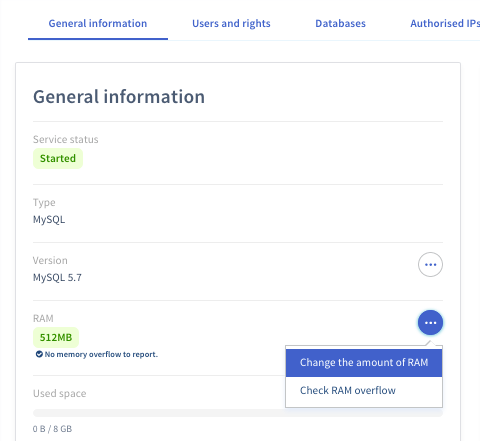 General information Users and rights Databases Authorised IPs
General information
Service status
Started
Type
MySQL
Version
MySQL 5.7
RAM
512MB
No memory overflow to report.
Change the amount of RAM
Check RAM overflow
Used space
0 B / 8 GB